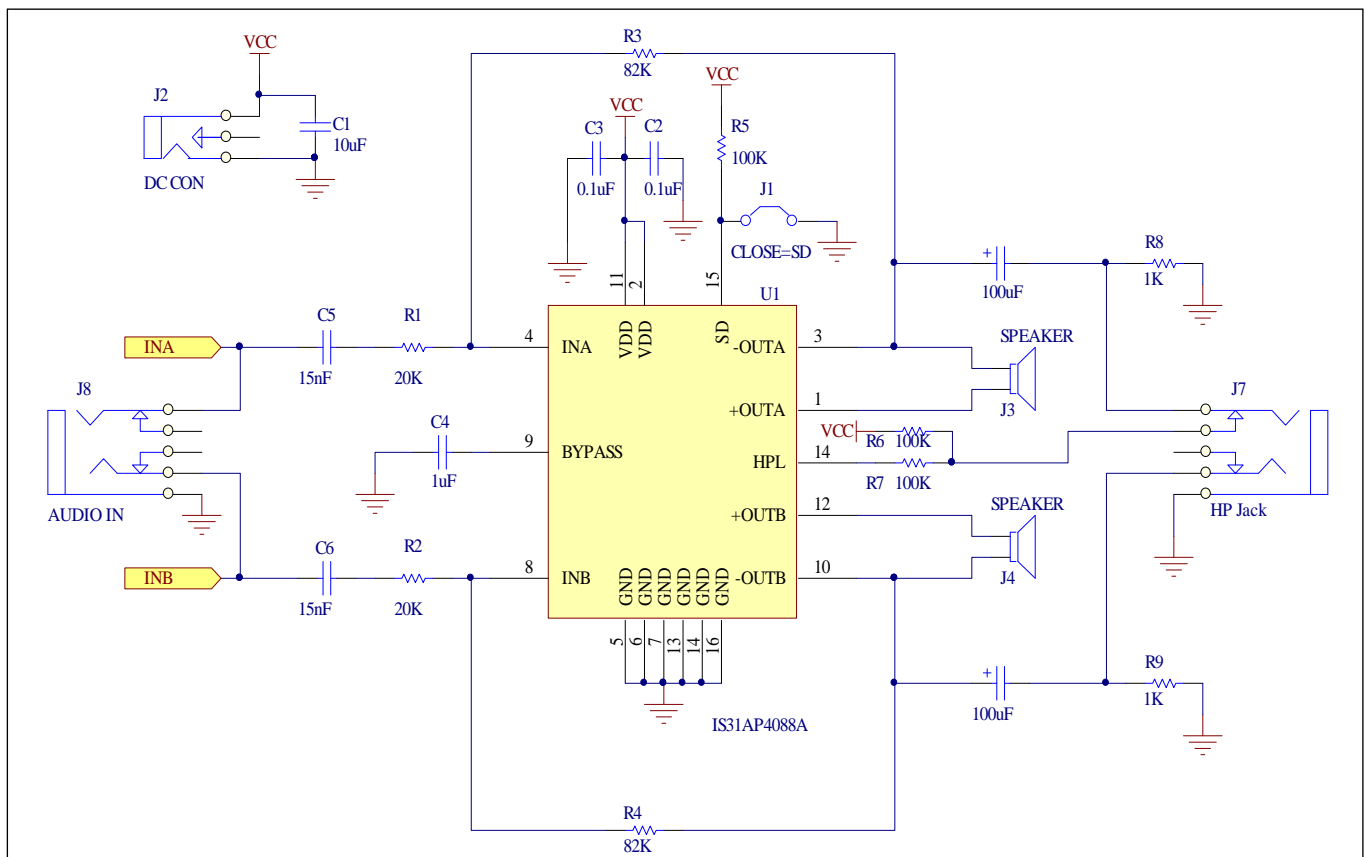 R3
82K
VCC
J2
DC CON
C1
10uF
VCC
C3
0.1uF
C2
0.1uF
VCC
R5
100K
J1
CLOSE=SD
11
2
15
U1
+
100uF
R8
1K
INA
C5
15nF
R1
20K
4
INA
VDD
VDD
SD
-OUTA
3
SPEAKER
J3
J8
AUDIO IN
+OUTA
1
C4
1uF
9
BYPASS
VCC
R6
100K
HPL
14
R7
100K
J7
HP Jack
+OUTB
12
SPEAKER
J4
INB
C6
15nF
R2
20K
8
INB
GND
GND
GND
GND
GND
GND
-OUTB
10
5
6
7
13
14
16
IS31AP4088A
+
100uF
R9
1K
R4
82K